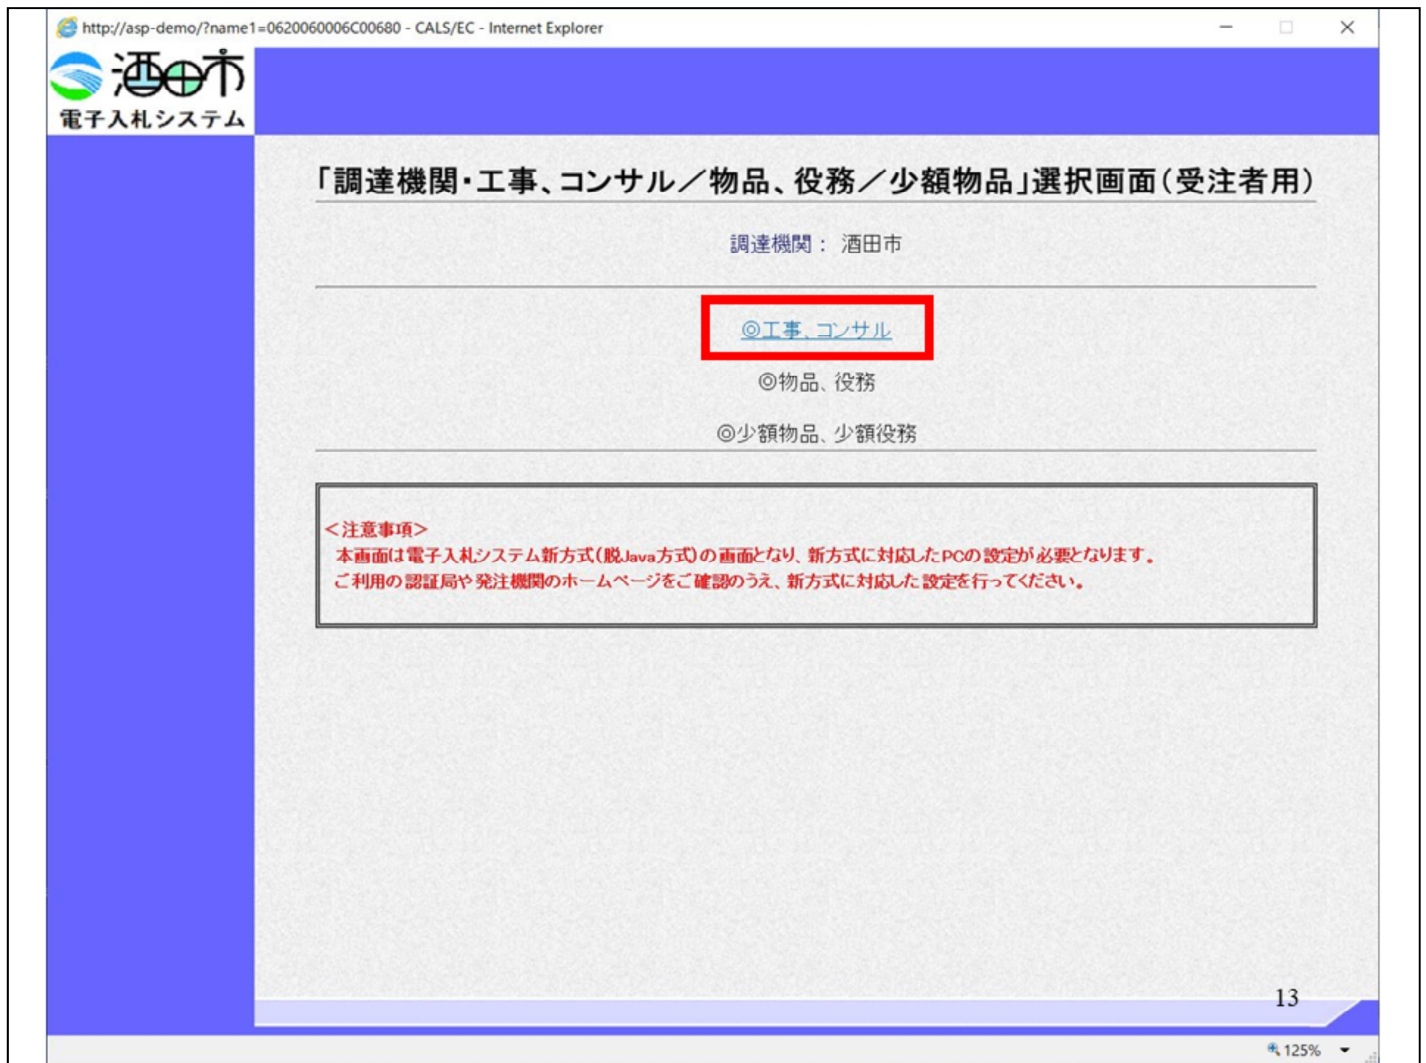 http://asp-demo/?name1=0620060006C00680 - CALS/EC - Internet Explorer
酒田市
電子入札システム
「調達機関・工事、コンサル／物品、役務／少額物品」選択画面（受注者用）
調達機関： 酒田市
◎工事、コンサル
◎物品、役務
◎少額物品、少額役務
＜注意事項＞
本画面は電子入札システム新方式(脱Java方式)の画面となり、新方式に対応したPCの設定が必要となります。
ご利用の認証局や発注機関のホームページをご確認のうえ、新方式に対応した設定を行ってください。
13
125%